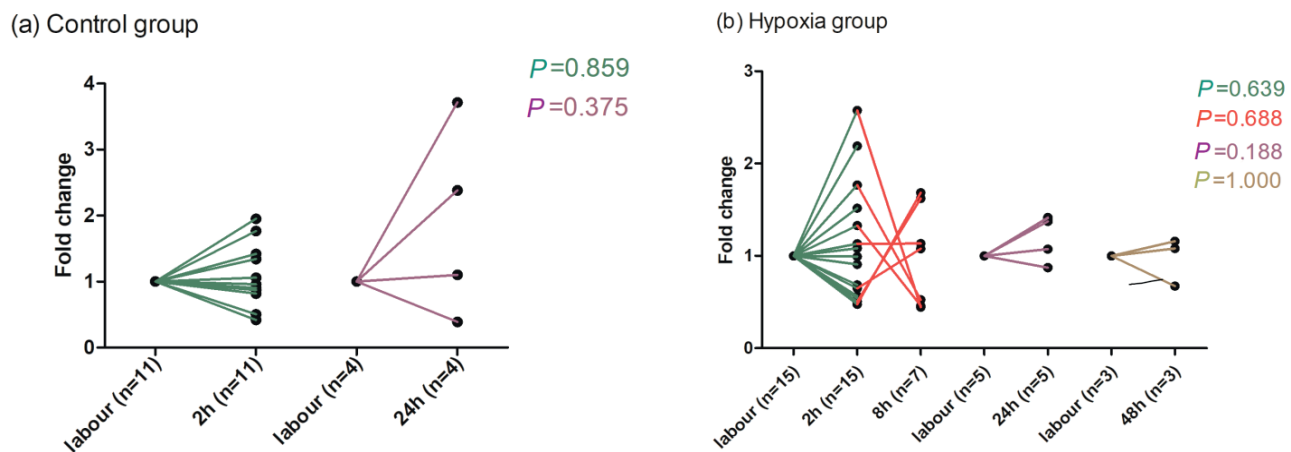 (a) Control group
P=0.859
P=0.375
4
3
2
1
0
Fold change
labour (n=11)
2h (n=11)
labour (n=4)
24h (n=4)
(b) Hypoxia group
P=0.639
P=0.688
P=0.188
P=1.000
3
2
1
0
Fold change
labour (n=15)
2h (n=15)
8h (n=7)
labour (n=5)
24h (n=5)
labour (n=3)
48h (n=3)